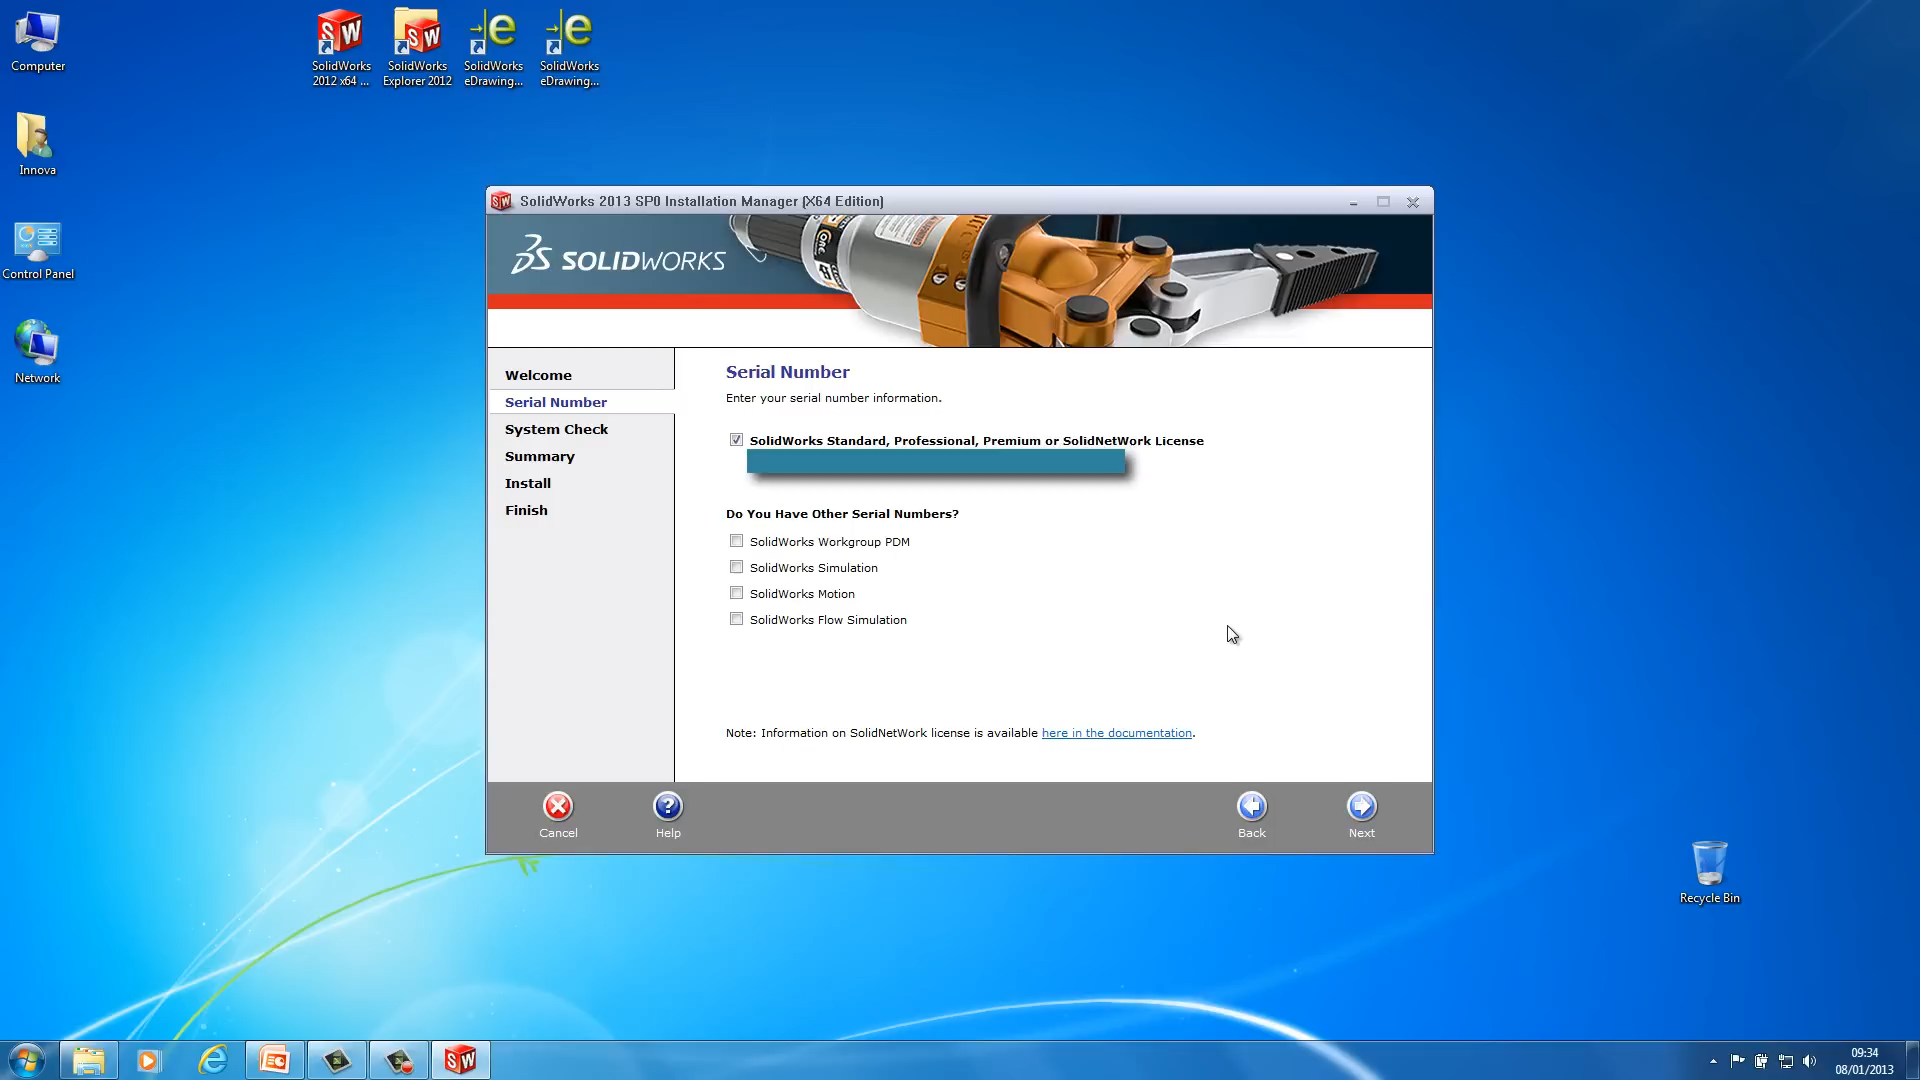 Computer
SolidWorks
2012 x64 ...
SolidWorks
Explorer 2012
SolidWorks
eDrawing...
SolidWorks
eDrawing...
Innova
Control Panel
Network
SolidWorks 2013 SP0 Installation Manager (X64 Edition)
SOLIDWORKS
Welcome
Serial Number
System Check
Summary
Install
Finish
Serial Number
Enter your serial number information.
SolidWorks Standard, Professional, Premium or SolidNetWork License
Do You Have Other Serial Numbers?
SolidWorks Workgroup PDM
SolidWorks Simulation
SolidWorks Motion
SolidWorks Flow Simulation
Note: Information on SolidNetWork license is available here in the documentation.
Cancel
Help
Back
Next
Recycle Bin
09:34
08/01/2013